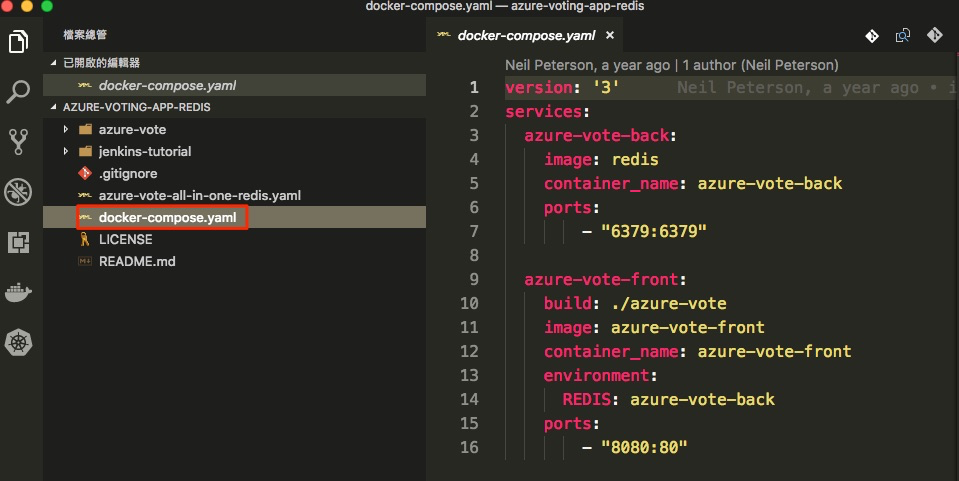 docker-compose.yaml — azure-voting-app-redis
檔案總管
已開啟的編輯器
docker-compose.yaml
AZURE-VOTING-APP-REDIS
azure-vote
jenkins-tutorial
.gitignore
azure-vote-all-in-one-redis.yaml
docker-compose.yaml
LICENSE
README.md
docker-compose.yaml ×
Neil Peterson, a year ago | 1 author (Neil Peterson)
1 version: '3' Neil Peterson, a year ago •
2 services:
3 azure-vote-back:
4 image: redis
5 container_name: azure-vote-back
6 ports:
7 - "6379:6379"
8
9 azure-vote-front:
10 build: ./azure-vote
11 image: azure-vote-front
12 container_name: azure-vote-front
13 environment:
14 REDIS: azure-vote-back
15 ports:
16 - "8080:80"